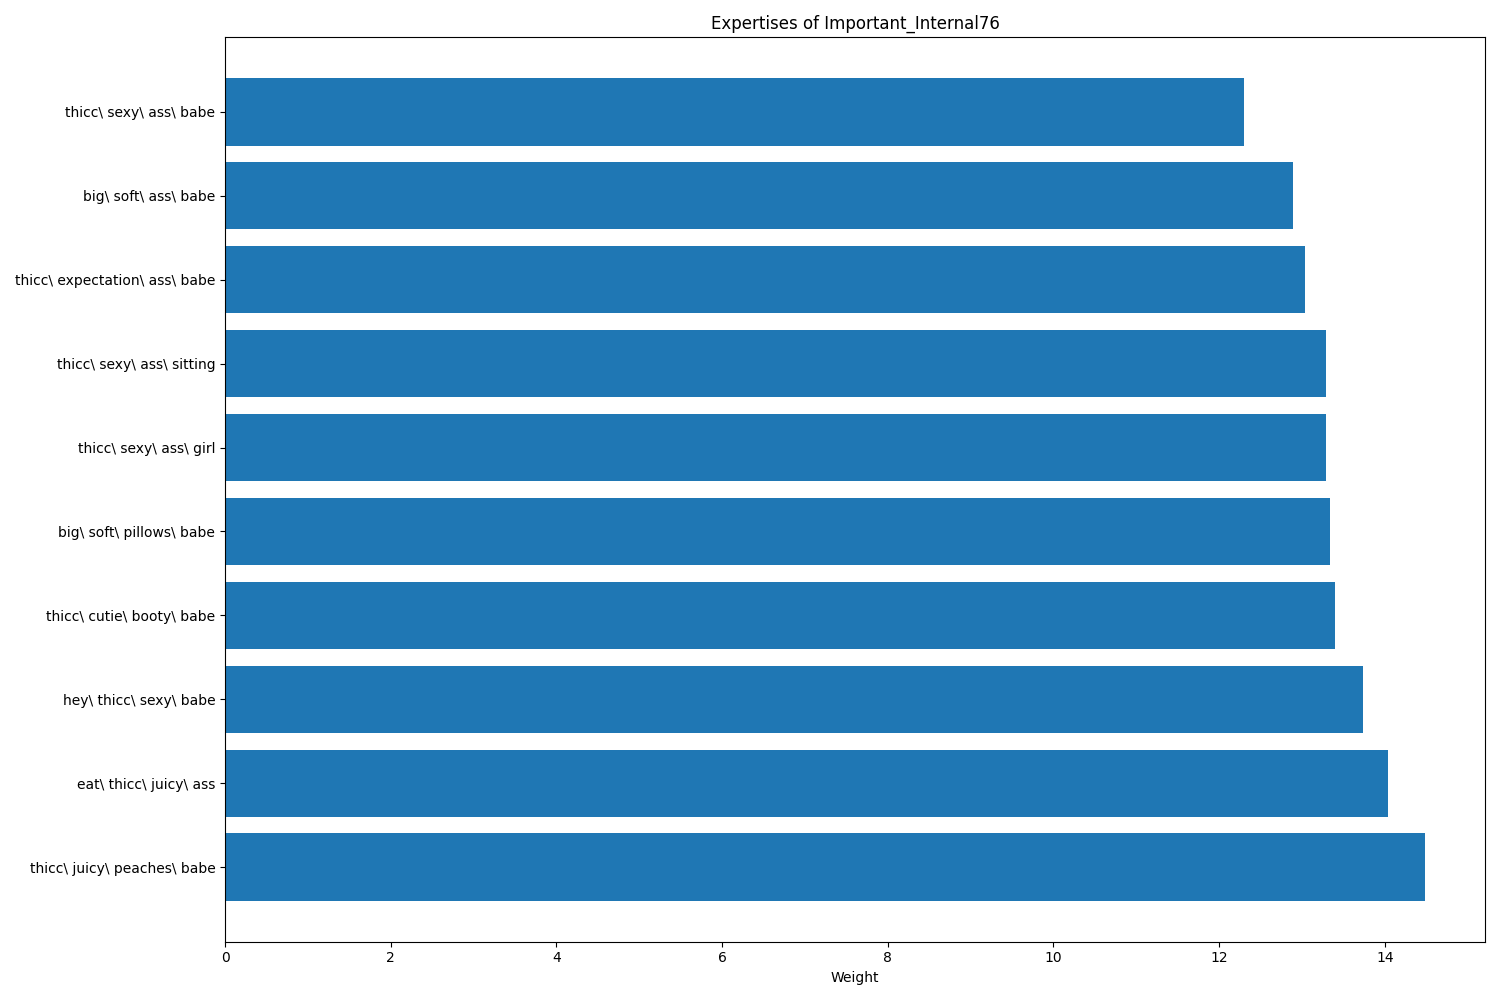 Expertises of Important_Internal76
thicc\ sexy\ ass\ babe
big\ soft\ ass\ babe
thicc\ expectation\ ass\ babe
thicc\ sexy\ ass\ sitting
thicc\ sexy\ ass\ girl
big\ soft\ pillows\ babe
thicc\ cutie\ booty\ babe
hey\ thicc\ sexy\ babe
eat\ thicc\ juicy\ ass
thicc\ juicy\ peaches\ babe
0 2 4 6 8 10 12 14
Weight